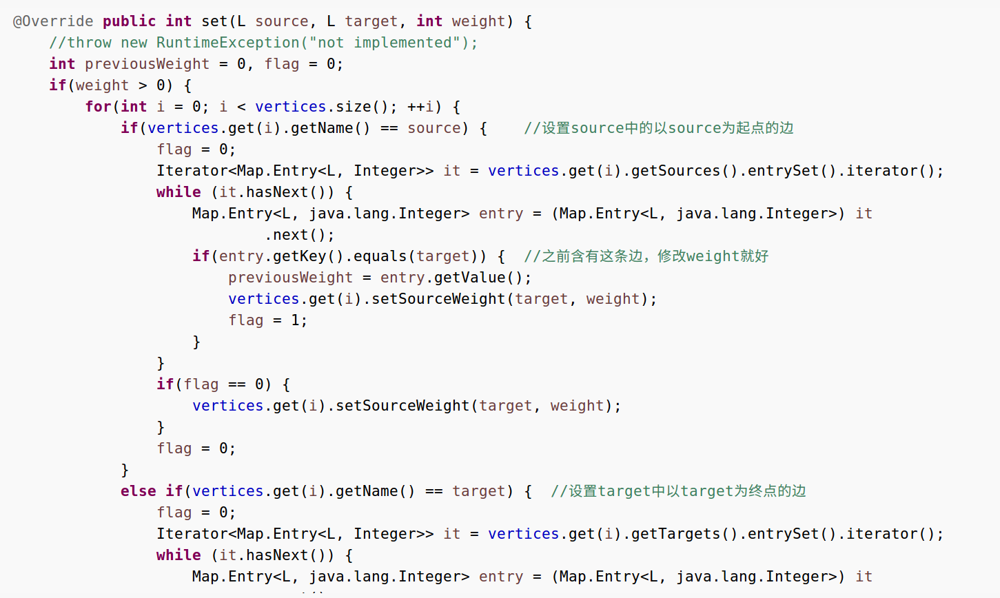 @Override public int set(L source, L target, int weight) {
//throw new RuntimeException("not implemented");
int previousWeight = 0, flag = 0;
if(weight > 0) {
for(int i = 0; i < vertices.size(); ++i) {
if(vertices.get(i).getName() == source) {    //设置source中的以source为起点的边
flag = 0;
Iterator<Map.Entry<L, Integer>> it = vertices.get(i).getSources().entrySet().iterator();
while (it.hasNext()) {
Map.Entry<L, java.lang.Integer> entry = (Map.Entry<L, java.lang.Integer>) it
.next();
if(entry.getKey().equals(target)) {  //之前含有这条边，修改weight就好
previousWeight = entry.getValue();
vertices.get(i).setSourceWeight(target, weight);
flag = 1;
}
}
if(flag == 0) {
vertices.get(i).setSourceWeight(target, weight);
}
flag = 0;
}
else if(vertices.get(i).getName() == target) {  //设置target中以target为终点的边
flag = 0;
Iterator<Map.Entry<L, Integer>> it = vertices.get(i).getTargets().entrySet().iterator();
while (it.hasNext()) {
Map.Entry<L, java.lang.Integer> entry = (Map.Entry<L, java.lang.Integer>) it